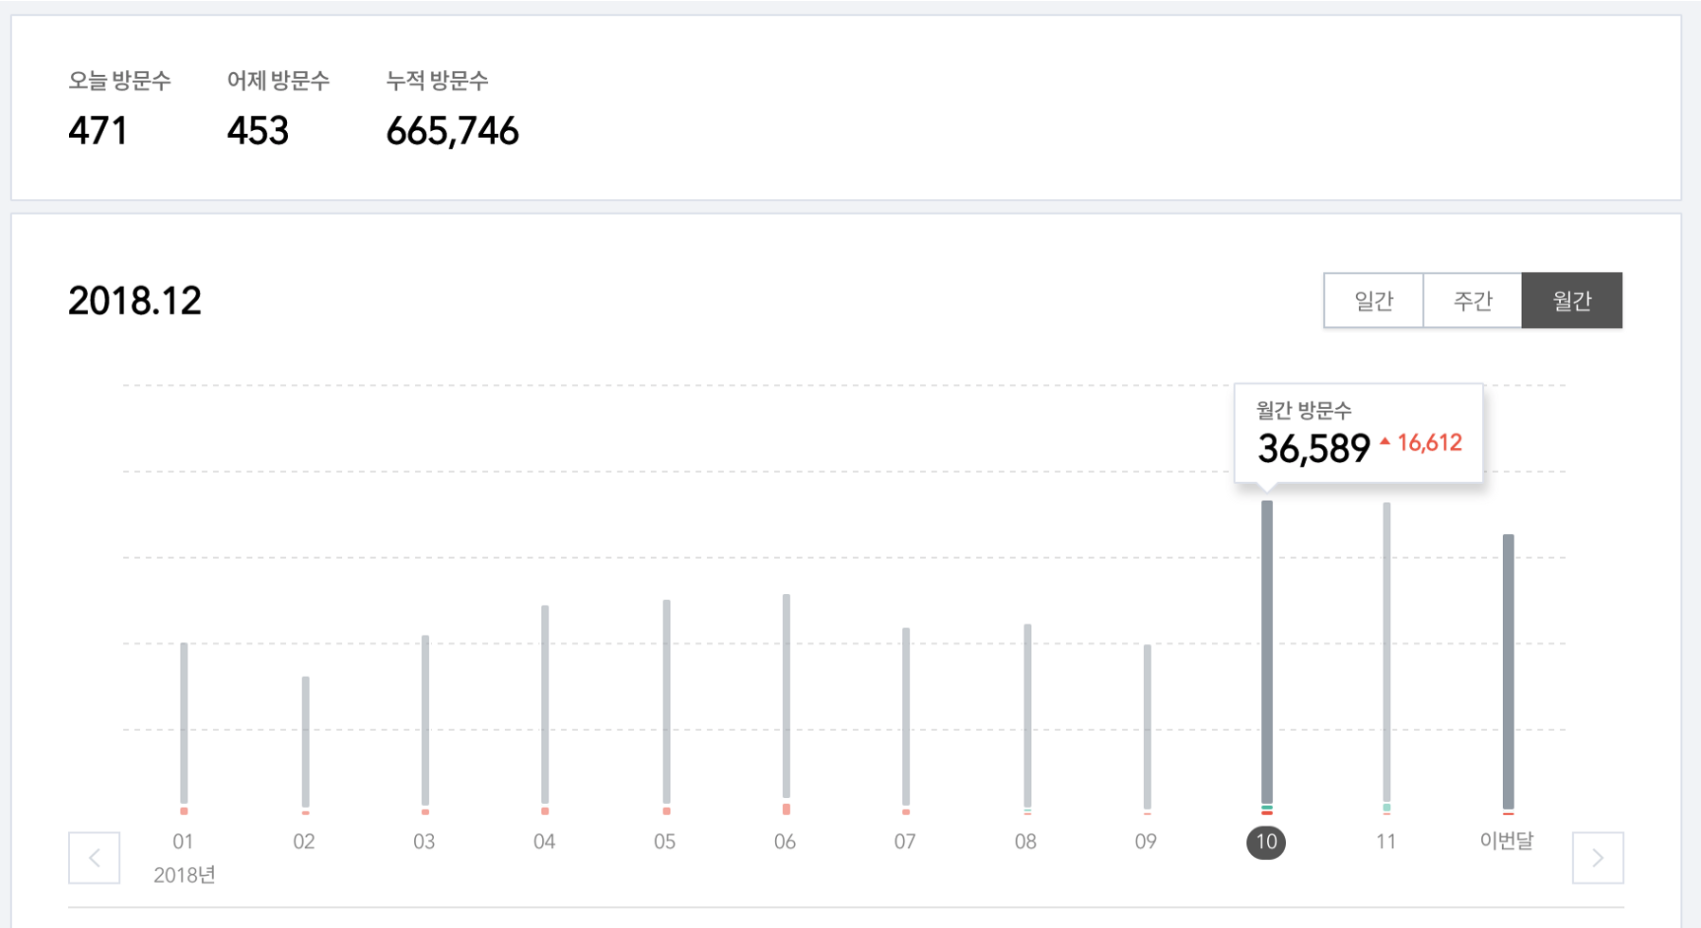 오늘 방문수 어제 방문수 누적 방문수
471 453 665,746
2018.12 일간 주간 월간
월간 방문수
36,589 ▲ 16,612
01 02 03 04 05 06 07 08 09 10 11 이번달
2018년